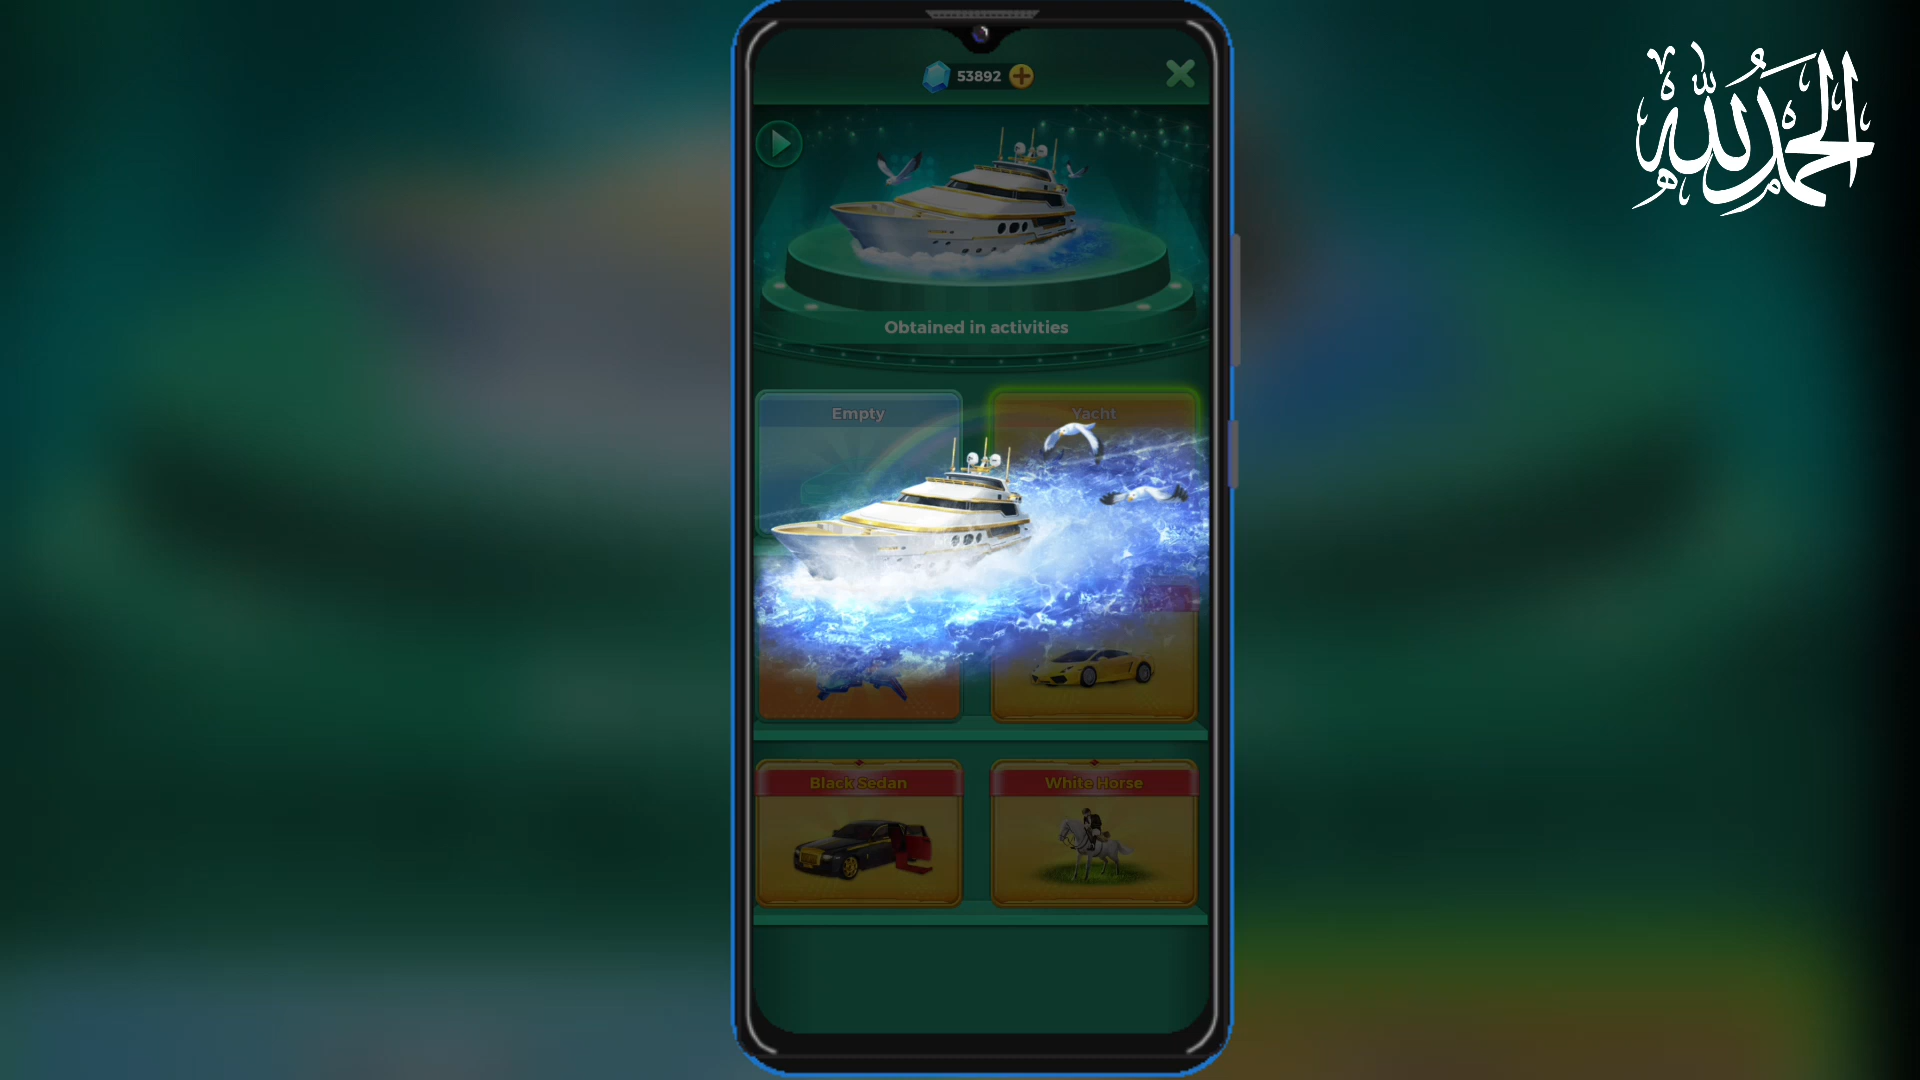 53892
الحمد لله
Obtained in activities
Empty
Yacht
Black Sedan
White Horse